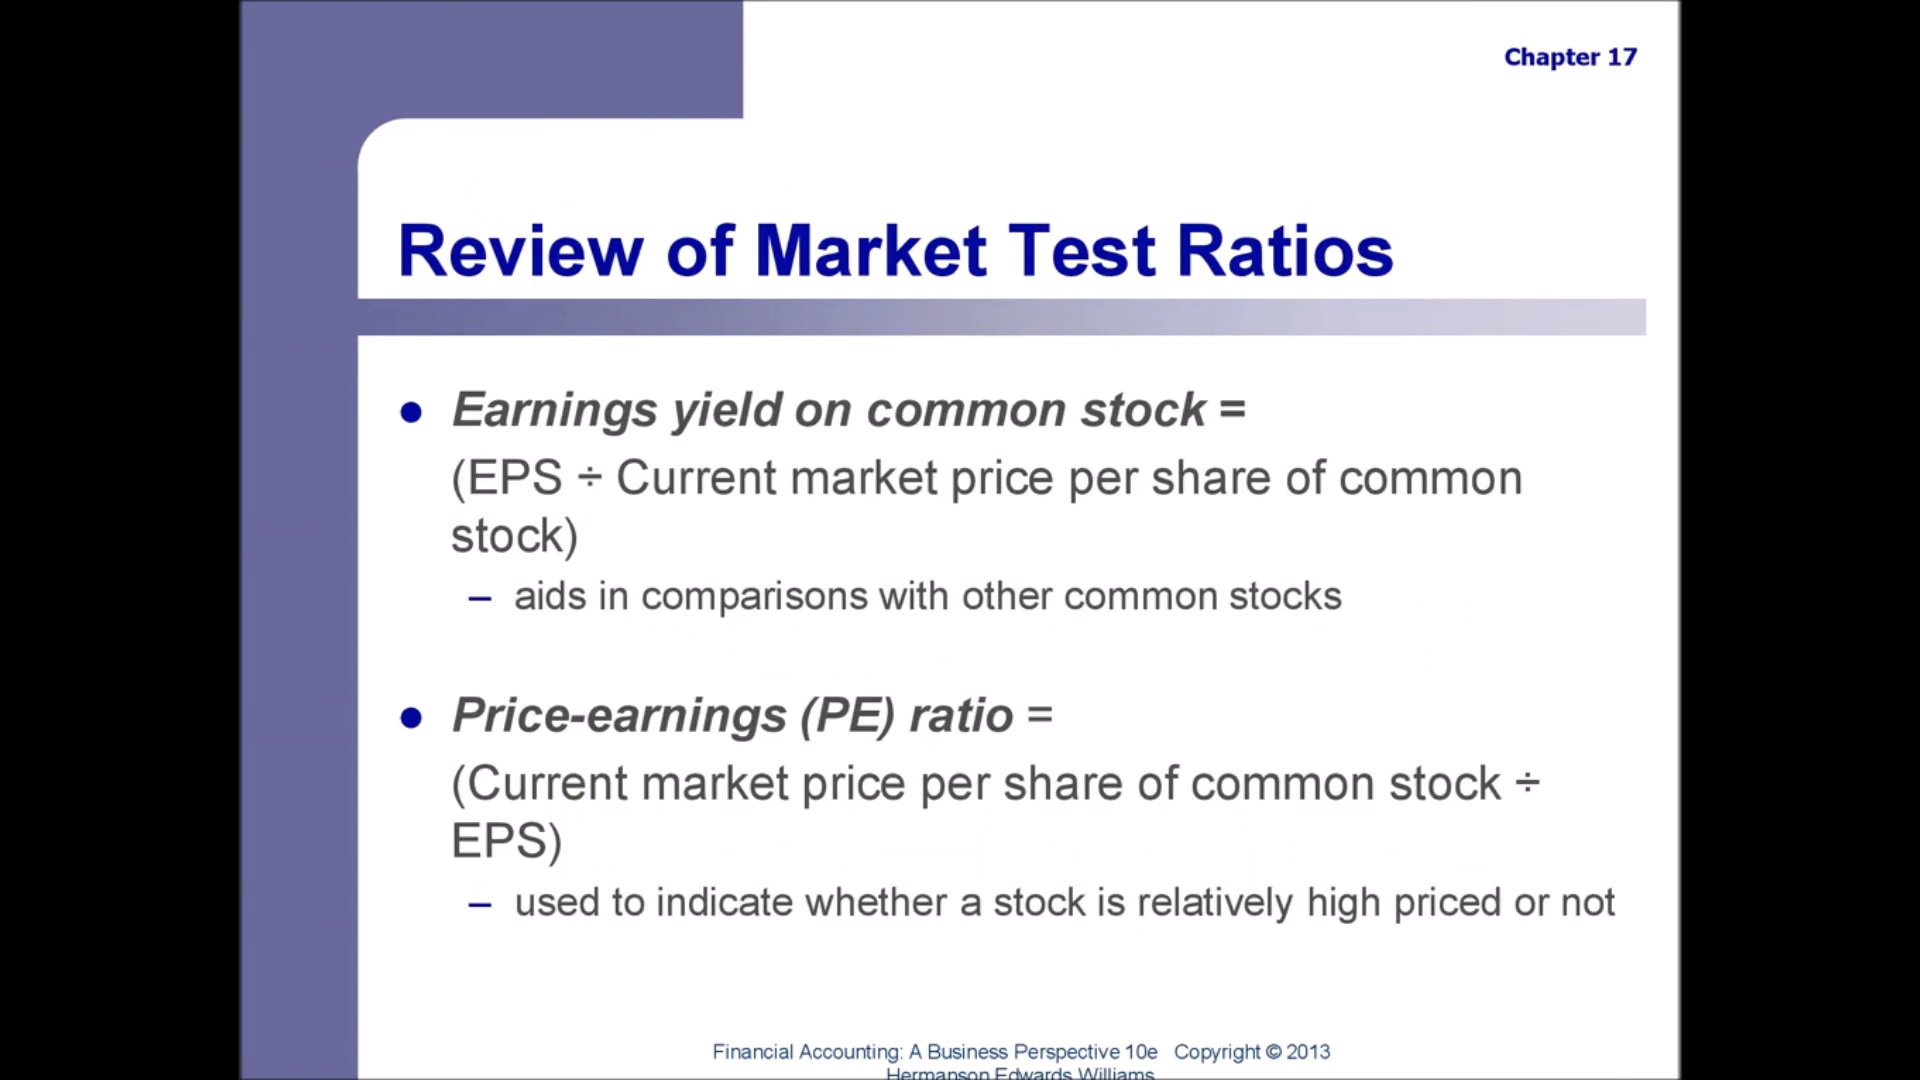 Chapter 17
Review of Market Test Ratios
● Earnings yield on common stock =
(EPS ÷ Current market price per share of common
stock)
– aids in comparisons with other common stocks
● Price-earnings (PE) ratio =
(Current market price per share of common stock ÷
EPS)
– used to indicate whether a stock is relatively high priced or not
Financial Accounting: A Business Perspective 10e Copyright © 2013
Hermanson Edwards Williams